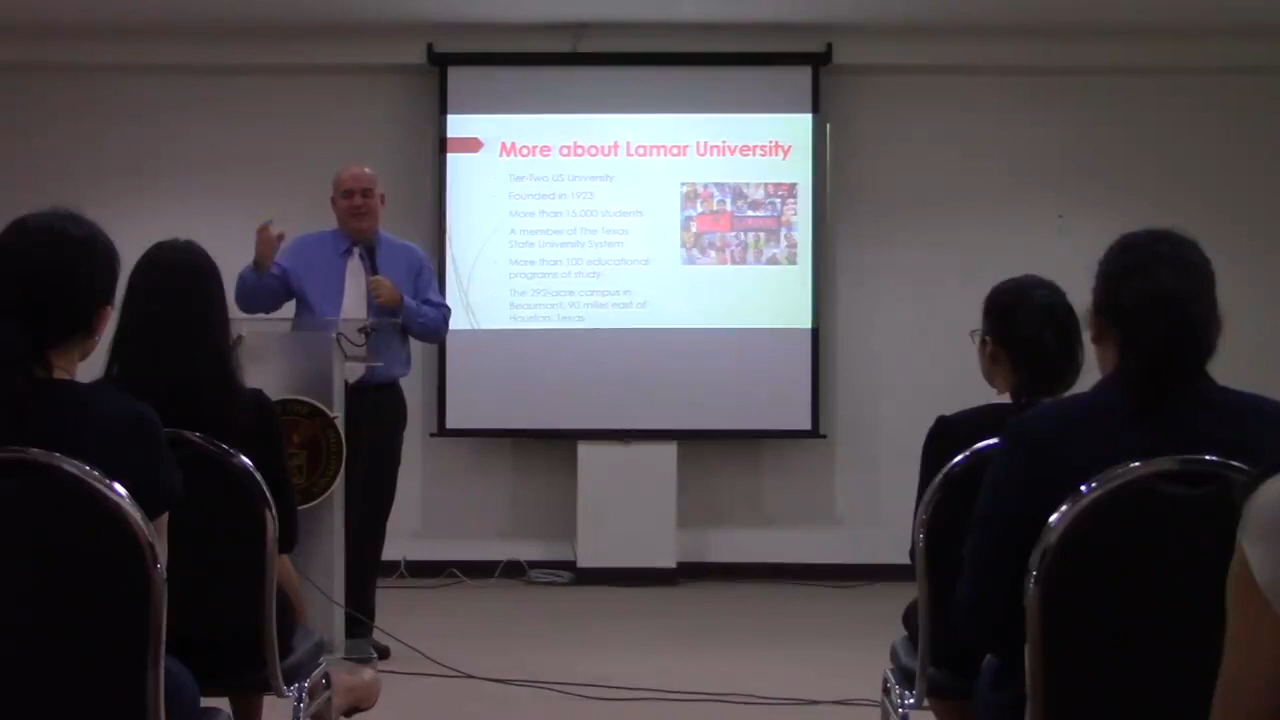 More about Lamar University
Tier-Two US University
Founded in 1923
More than 15,000 students
A member of The Texas
State University System
More than 100 educational
programs of study
The 292-acre campus in
Beaumont, 90 miles east of
Houston, Texas